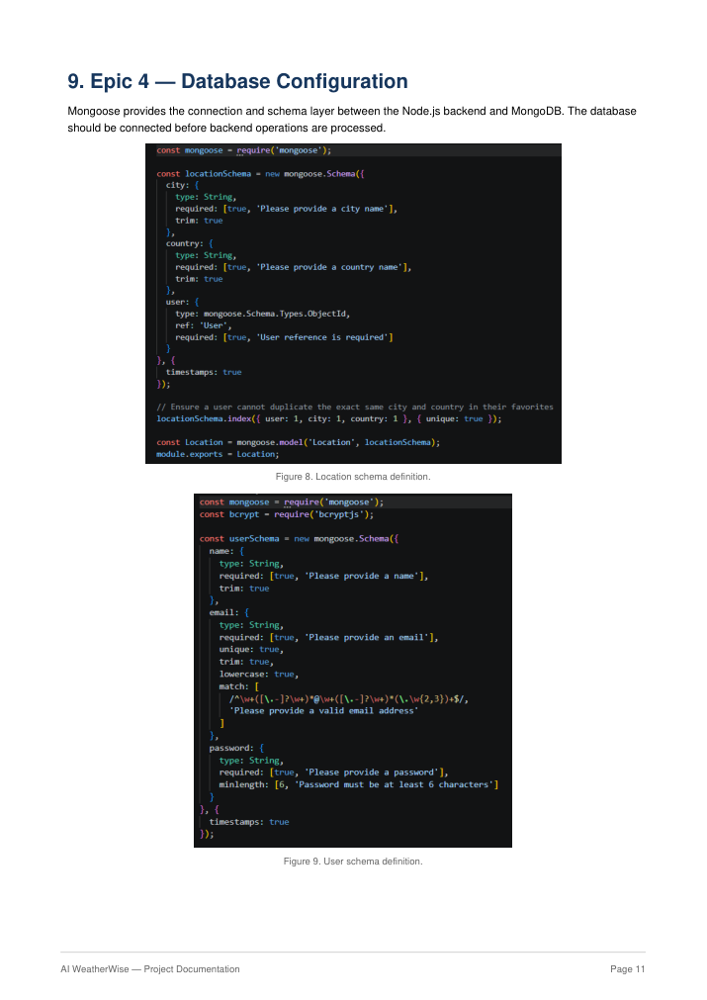 9. Epic 4 — Database Configuration
Mongoose provides the connection and schema layer between the Node.js backend and MongoDB. The database
should be connected before backend operations are processed.
const mongoose = require('mongoose');
const locationSchema = new mongoose.Schema({
  city: {
    type: String,
    required: [true, 'Please provide a city name'],
    trim: true
  },
  country: {
    type: String,
    required: [true, 'Please provide a country name'],
    trim: true
  },
  user: {
    type: mongoose.Schema.Types.ObjectId,
    ref: 'User',
    required: [true, 'User reference is required']
  }
}, {
  timestamps: true
});
// Ensure a user cannot duplicate the exact same city and country in their favorites
locationSchema.index({ user: 1, city: 1, country: 1 }, { unique: true });
const Location = mongoose.model('Location', locationSchema);
module.exports = Location;
Figure 8. Location schema definition.
const mongoose = require('mongoose');
const bcrypt = require('bcryptjs');
const userSchema = new mongoose.Schema({
  name: {
    type: String,
    required: [true, 'Please provide a name'],
    trim: true
  },
  email: {
    type: String,
    required: [true, 'Please provide an email'],
    unique: true,
    trim: true,
    lowercase: true,
    match: [
      /^\w+([\.-]?\w+)*@\w+([\.-]?\w+)*(\.\w{2,3})+$/,
      'Please provide a valid email address'
    ]
  },
  password: {
    type: String,
    required: [true, 'Please provide a password'],
    minlength: [6, 'Password must be at least 6 characters']
  }
}, {
  timestamps: true
});
Figure 9. User schema definition.
AI WeatherWise — Project Documentation
Page 11